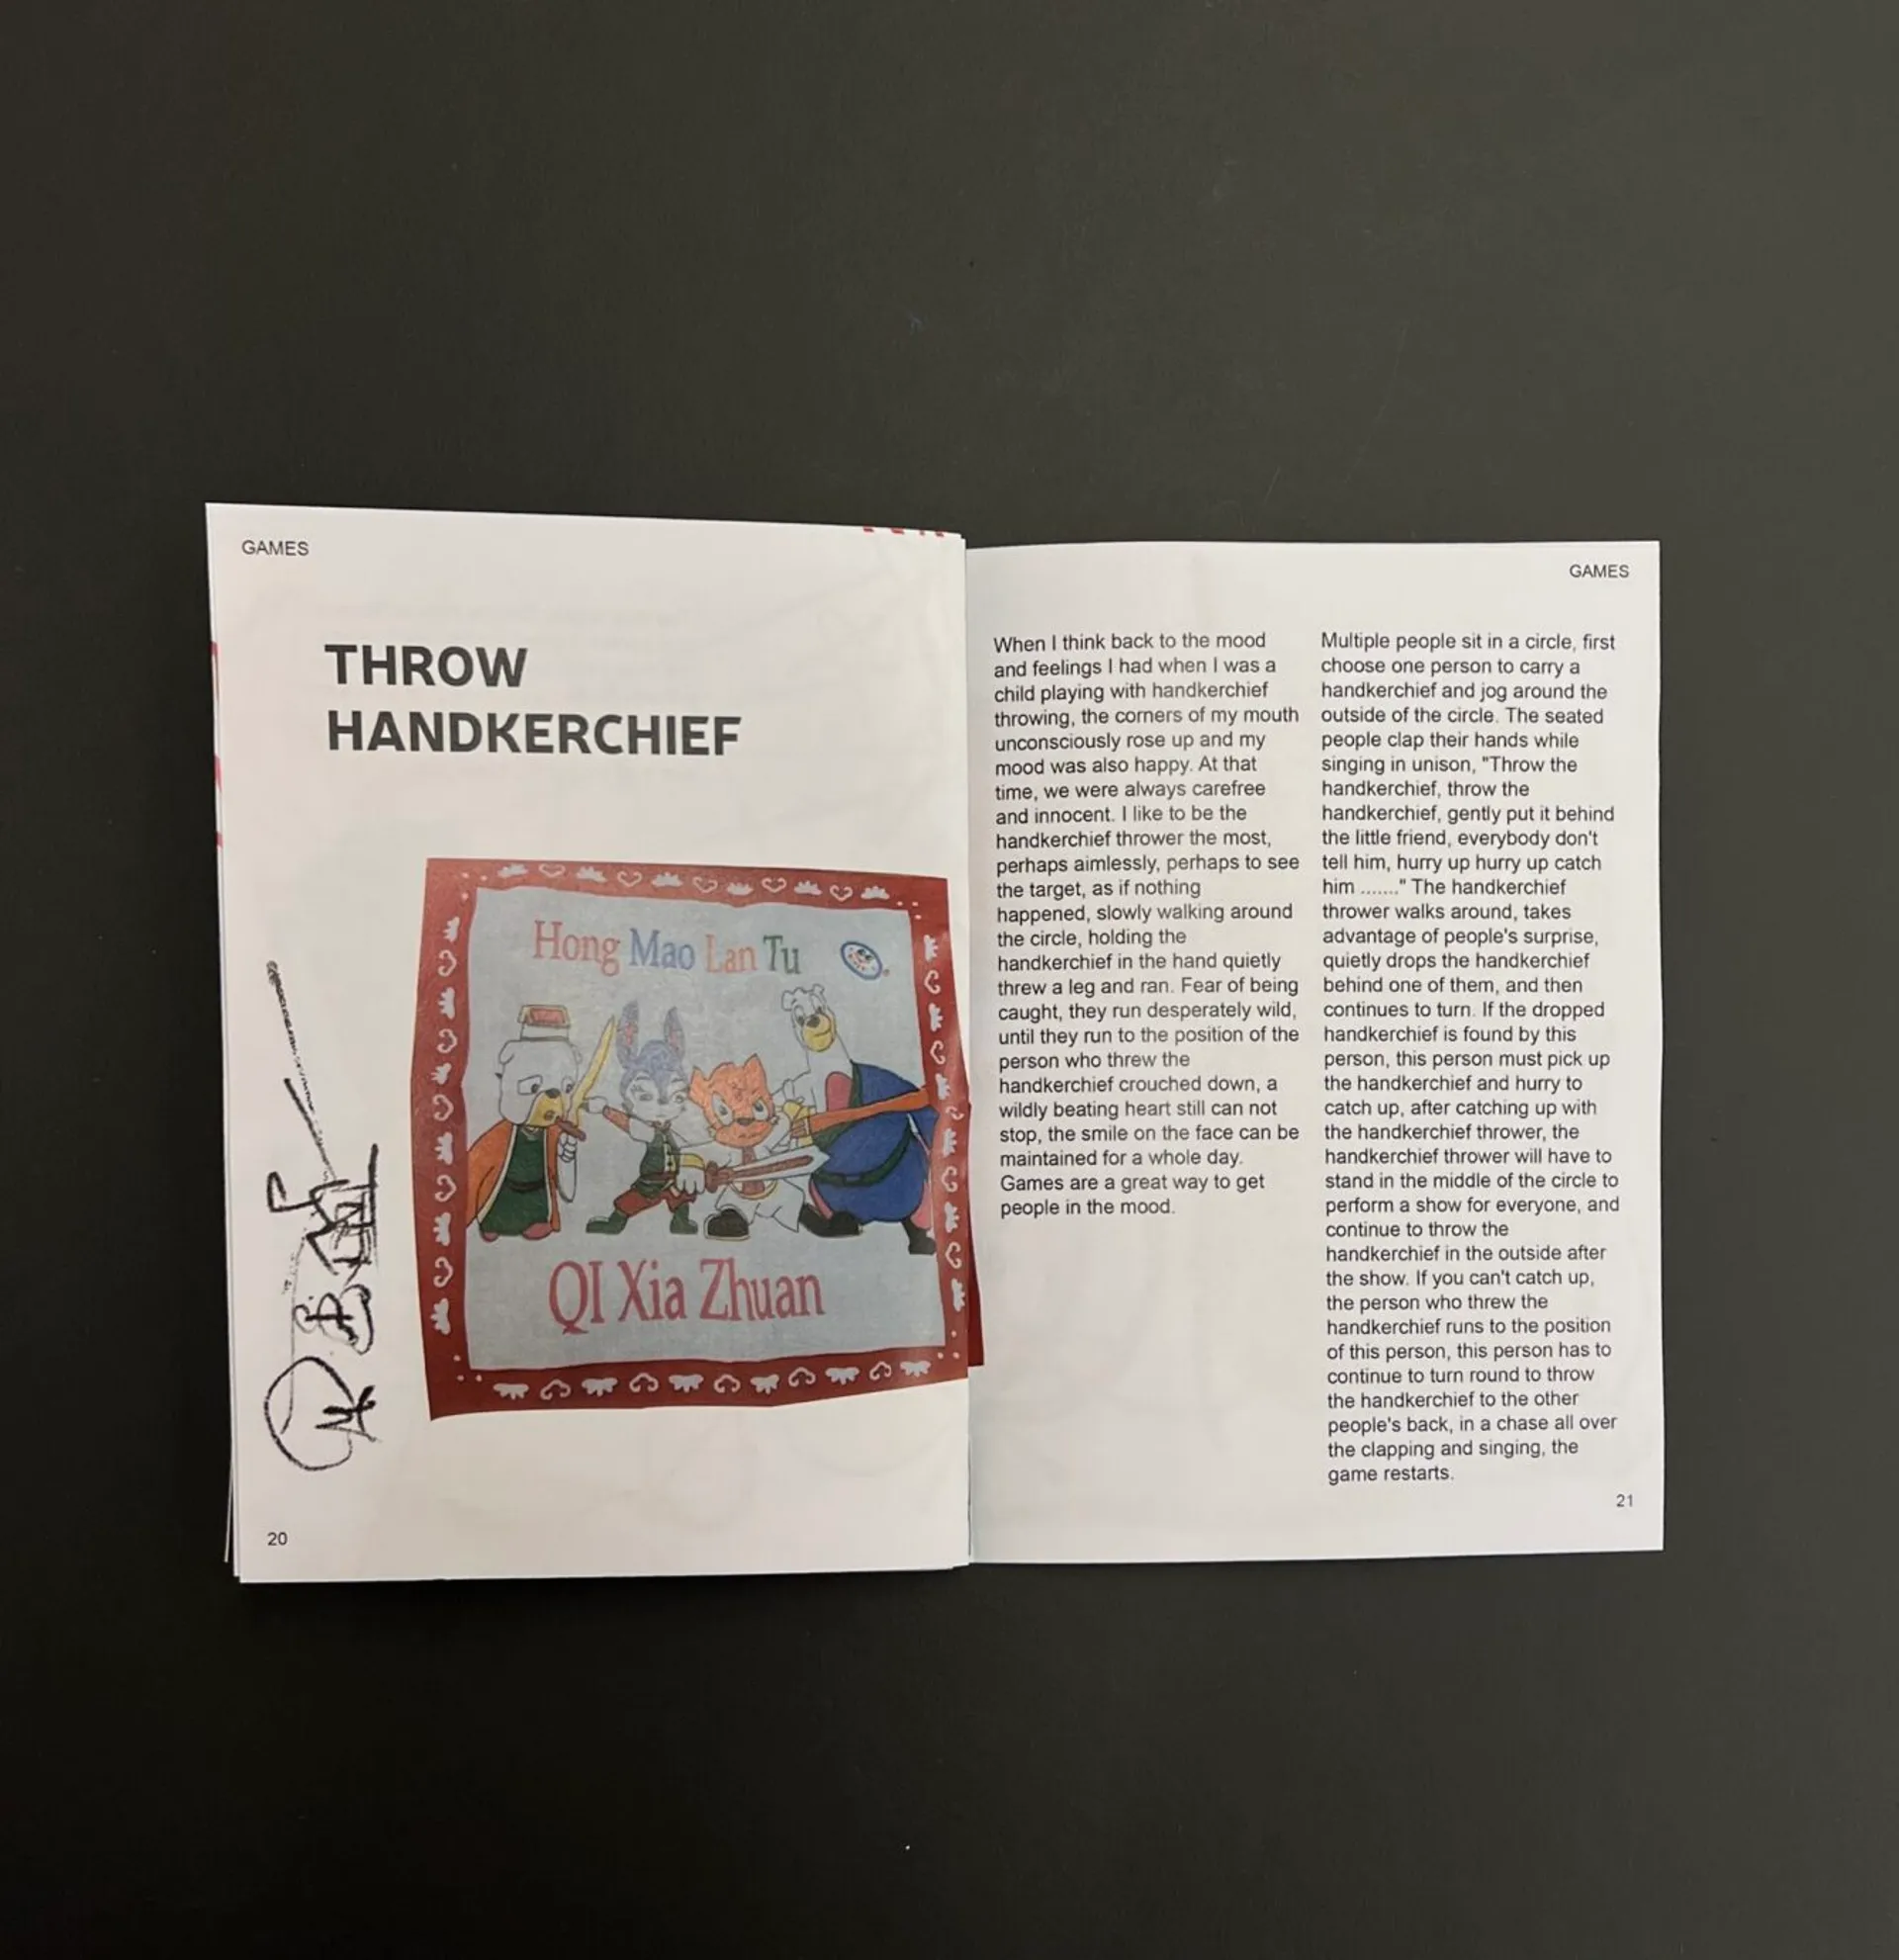 GAMES
THROW
HANDKERCHIEF
Hong Mao Lan Tu
QI Xia Zhuan
20
GAMES
When I think back to the mood
and feelings I had when I was a
child playing with handkerchief
throwing, the corners of my mouth
unconsciously rose up and my
mood was also happy. At that
time, we were always carefree
and innocent. I like to be the
handkerchief thrower the most,
perhaps aimlessly, perhaps to see
the target, as if nothing
happened, slowly walking around
the circle, holding the
handkerchief in the hand quietly
threw a leg and ran. Fear of being
caught, they run desperately wild,
until they run to the position of the
person who threw the
handkerchief crouched down, a
wildly beating heart still can not
stop, the smile on the face can be
maintained for a whole day.
Games are a great way to get
people in the mood.
Multiple people sit in a circle, first
choose one person to carry a
handkerchief and jog around the
outside of the circle. The seated
people clap their hands while
singing in unison, "Throw the
handkerchief, throw the
handkerchief, gently put it behind
the little friend, everybody don't
tell him, hurry up hurry up catch
him ......." The handkerchief
thrower walks around, takes
advantage of people's surprise,
quietly drops the handkerchief
behind one of them, and then
continues to turn. If the dropped
handkerchief is found by this
person, this person must pick up
the handkerchief and hurry to
catch up, after catching up with
the handkerchief thrower, the
handkerchief thrower will have to
stand in the middle of the circle to
perform a show for everyone, and
continue to throw the
handkerchief in the outside after
the show. If you can't catch up,
the person who threw the
handkerchief runs to the position
of this person, this person has to
continue to turn round to throw
the handkerchief to the other
people's back, in a chase all over
the clapping and singing, the
game restarts.
21